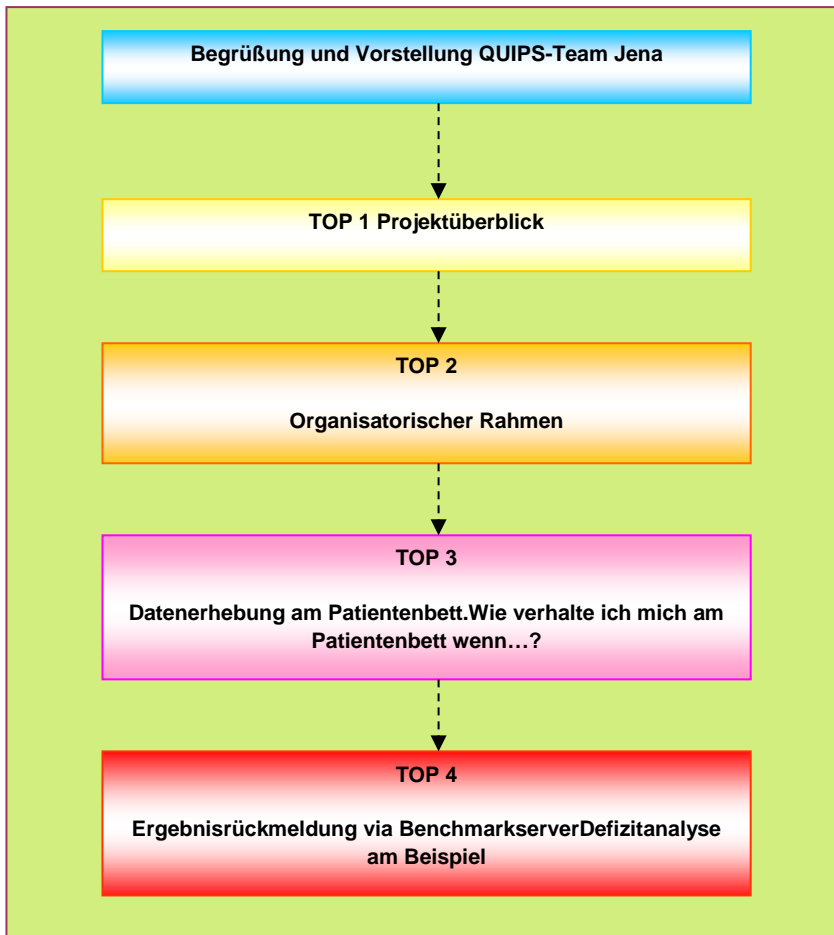 Begrüßung und Vorstellung QUIPS-Team Jena
TOP 1 Projektüberblick
TOP 2
Organisatorischer Rahmen
TOP 3
Datenerhebung am Patientenbett.Wie verhalte ich mich am
Patientenbett wenn…?
TOP 4
Ergebnisrückmeldung via BenchmarkserverDefizitanalyse
am Beispiel